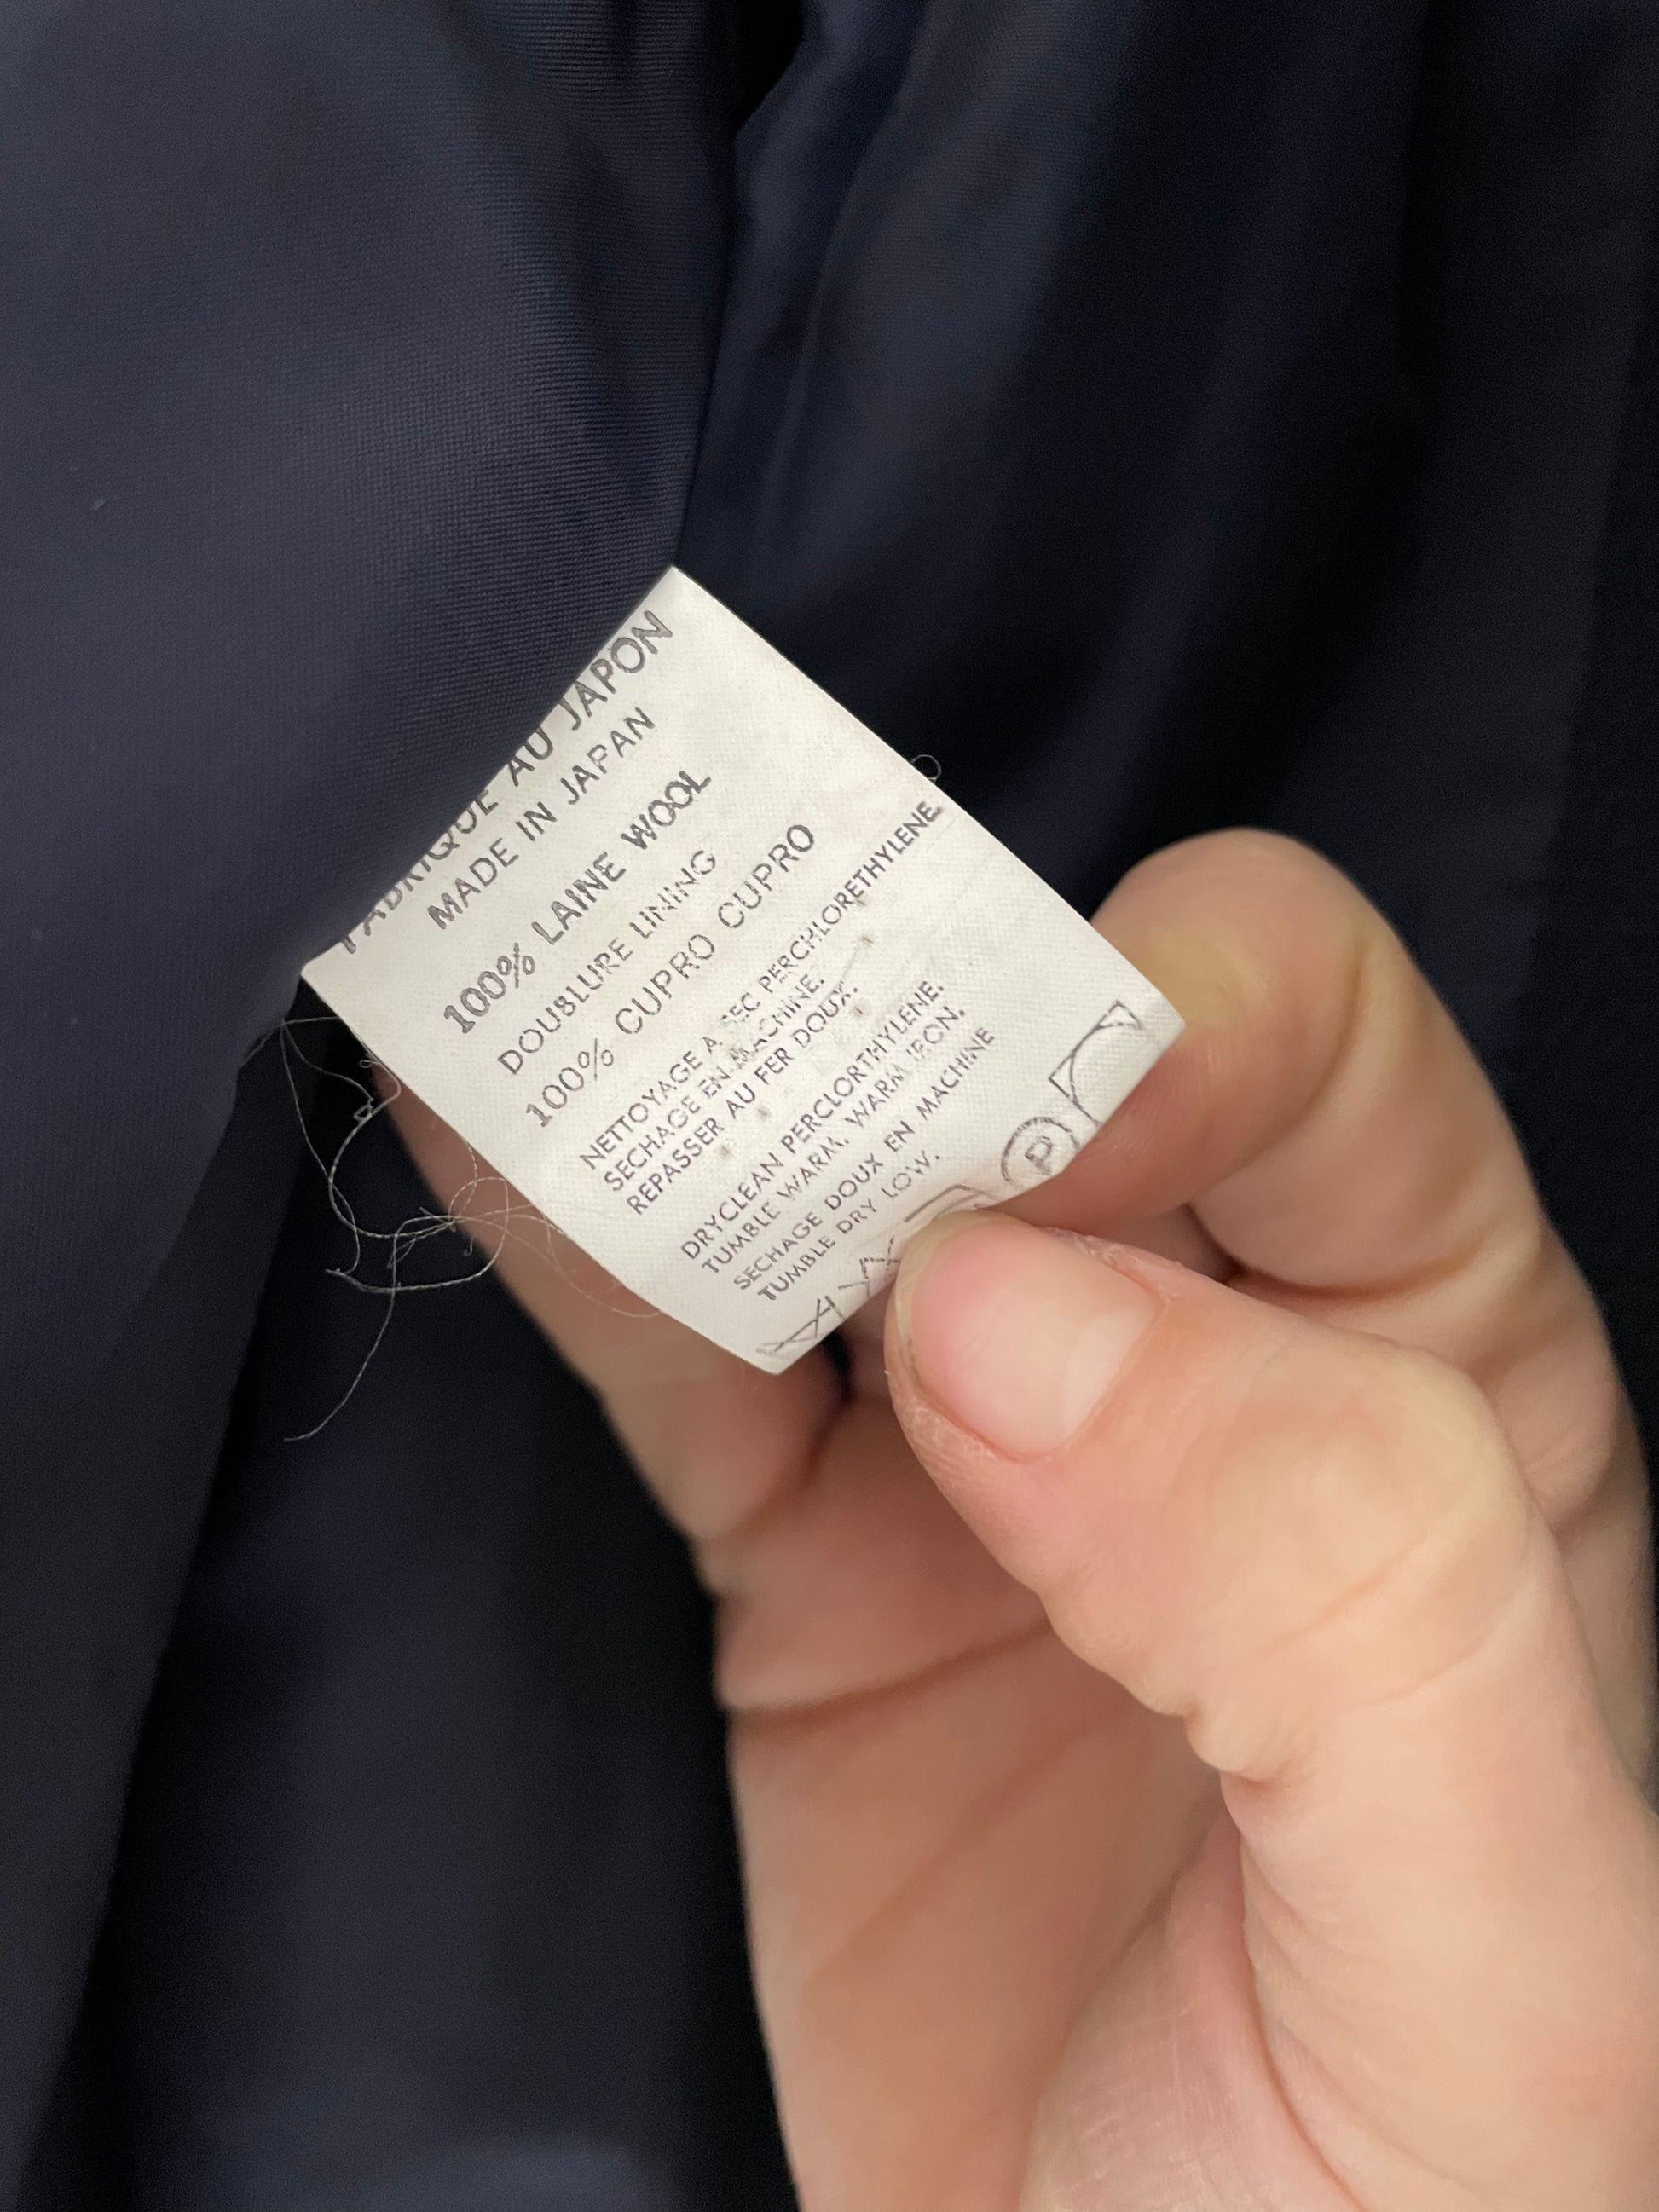 FABRIQUE AU JAPON
MADE IN JAPAN
100% LAINE WOOL
DOUBLURE LINING
100% CUPRO CUPRO
NETTOYAGE A SEC PERCHLORETHYLENE.
SECHAGE EN MACHINE.
REPASSER AU FER DOUX.
DRYCLEAN PERCLORTHYLENE.
TUMBLE WARM. WARM IRON.
SECHAGE DOUX EN MACHINE
TUMBLE DRY LOW.
P